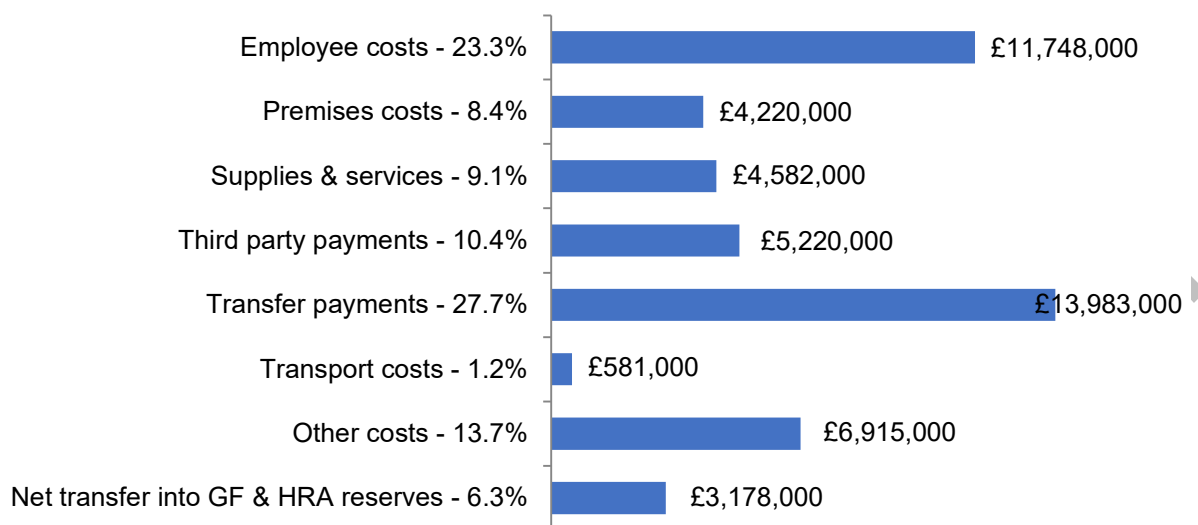 Employee costs - 23.3% £11,748,000
Premises costs - 8.4% £4,220,000
Supplies & services - 9.1% £4,582,000
Third party payments - 10.4% £5,220,000
Transfer payments - 27.7% £13,983,000
Transport costs - 1.2% £581,000
Other costs - 13.7% £6,915,000
Net transfer into GF & HRA reserves - 6.3% £3,178,000